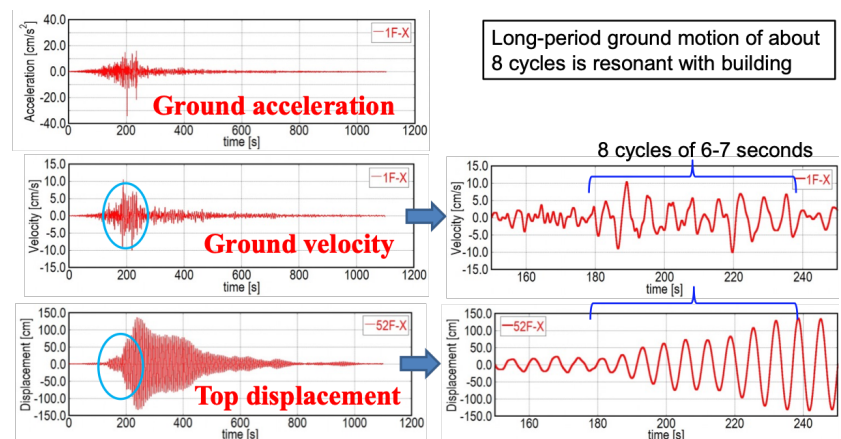 Acceleration [cm/s²]
40.0
20.0
0.0
-20.0
-40.0
1F-X
Ground acceleration
0 200 400 600 800 1000 1200
time [s]
Long-period ground motion of about
8 cycles is resonant with building
Velocity [cm/s]
15.0
10.0
5.0
0.0
-5.0
-10.0
-15.0
1F-X
Ground velocity
0 200 400 600 800 1000 1200
time [s]
8 cycles of 6-7 seconds
Velocity [cm/s]
15.0
10.0
5.0
0.0
-5.0
-10.0
-15.0
1F-X
160 180 200 220 240
time [s]
Displacement [cm]
150.0
100.0
50.0
0.0
-50.0
-100.0
-150.0
52F-X
Top displacement
0 200 400 600 800 1000 1200
time [s]
Displacement [cm]
150.0
100.0
50.0
0.0
-50.0
-100.0
-150.0
52F-X
160 180 200 220 240
time [s]